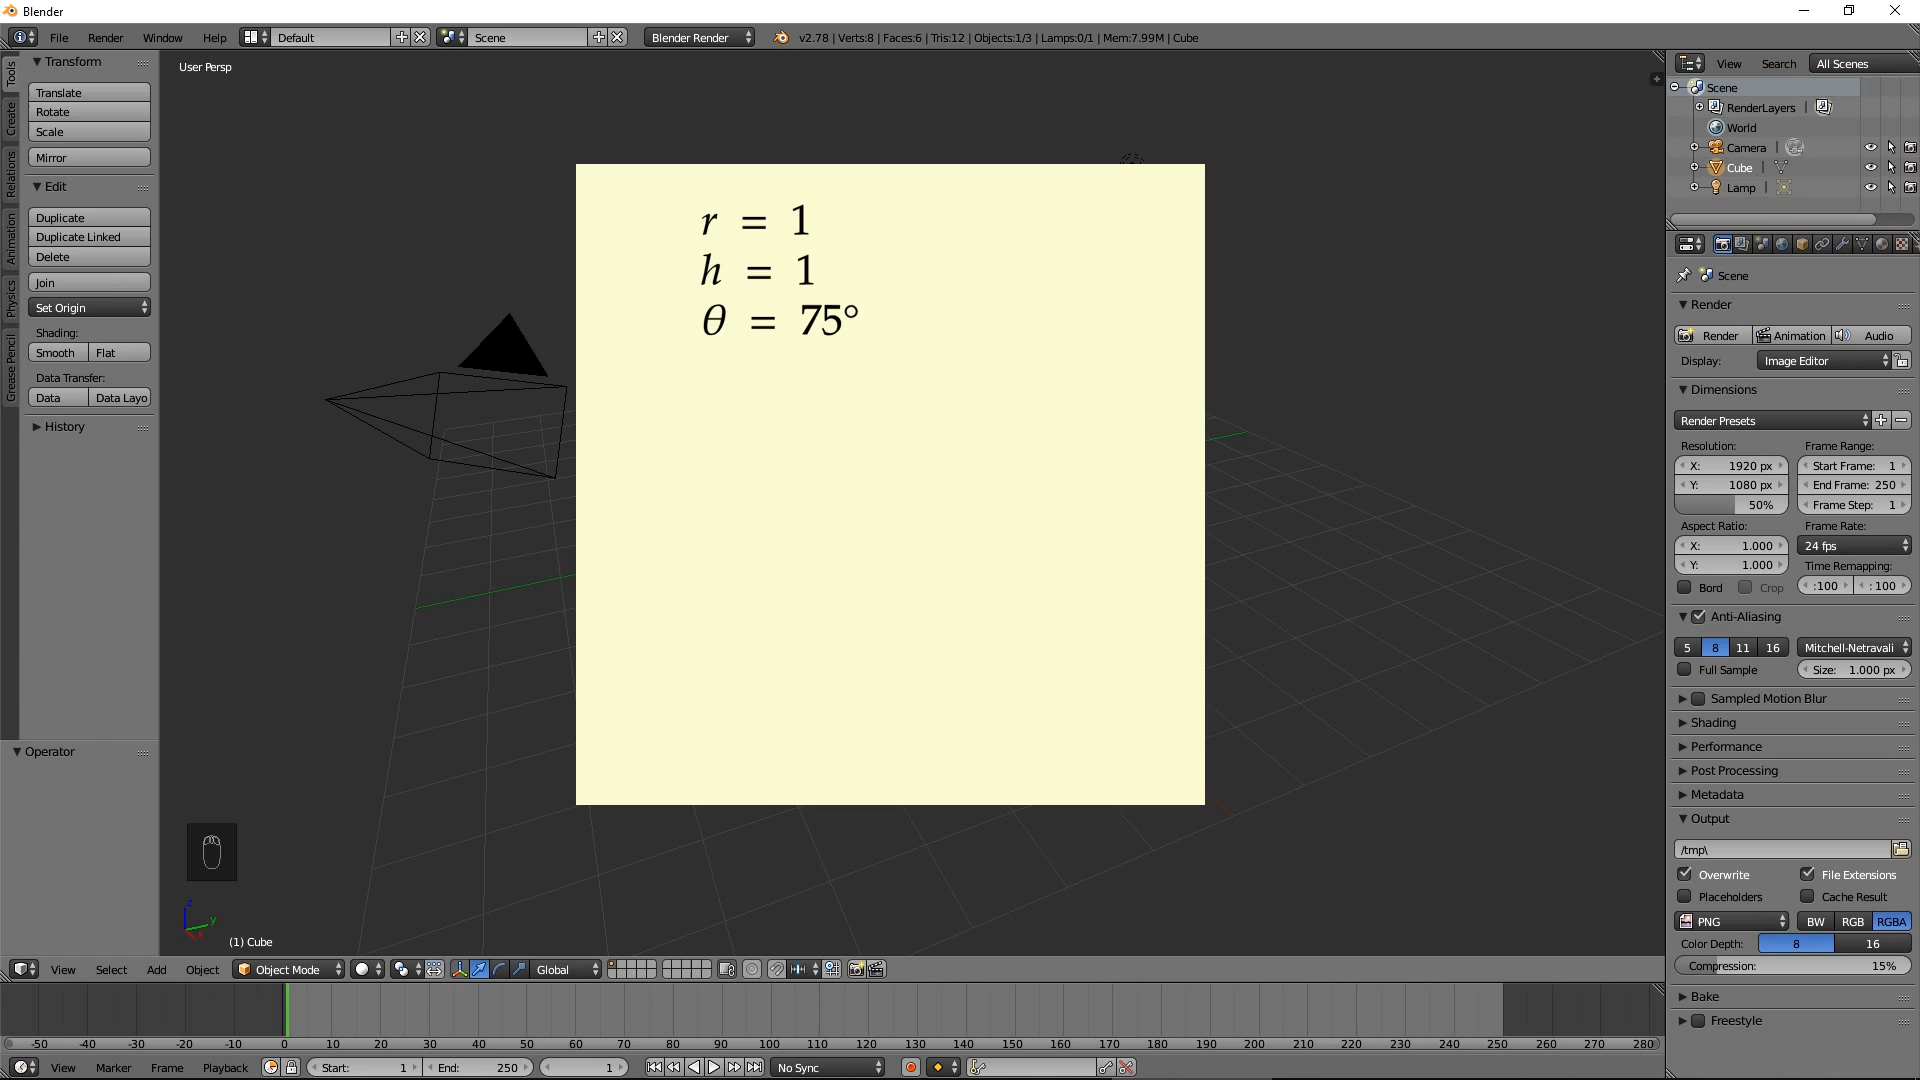 Blender
File Render Window Help Default Scene Blender Render v2.78 | Verts:8 | Faces:6 | Tris:12 | Objects:1/3 | Lamps:0/1 | Mem:7.99M | Cube
Tools
Create
Relations
Animation
Physics
Grease Pencil
Transform
Translate
Rotate
Scale
Mirror
Edit
Duplicate
Duplicate Linked
Delete
Join
Set Origin
Shading:
Smooth Flat
Data Transfer:
Data Data Layo
History
Operator
User Persp
r = 1
h = 1
θ = 75°
z
y
(1) Cube
View Search All Scenes
Scene
RenderLayers |
World
Camera |
Cube |
Lamp |
Scene
Render
Render Animation Audio
Display: Image Editor
Dimensions
Render Presets
Resolution: Frame Range:
X: 1920 px Start Frame: 1
Y: 1080 px End Frame: 250
50% Frame Step: 1
Aspect Ratio: Frame Rate:
X: 1.000 24 fps
Y: 1.000 Time Remapping:
Bord Crop :100 : 100
Anti-Aliasing
5 8 11 16 Mitchell-Netravali
Full Sample Size: 1.000 px
Sampled Motion Blur
Shading
Performance
Post Processing
Metadata
Output
/tmp\
Overwrite File Extensions
Placeholders Cache Result
PNG BW RGB RGBA
Color Depth: 8 16
Compression: 15%
Bake
Freestyle
View Select Add Object Object Mode Global
-50 -40 -30 -20 -10 0 10 20 30 40 50 60 70 80 90 100 110 120 130 140 150 160 170 180 190 200 210 220 230 240 250 260 270 280
View Marker Frame Playback Start: 1 End: 250 1 No Sync